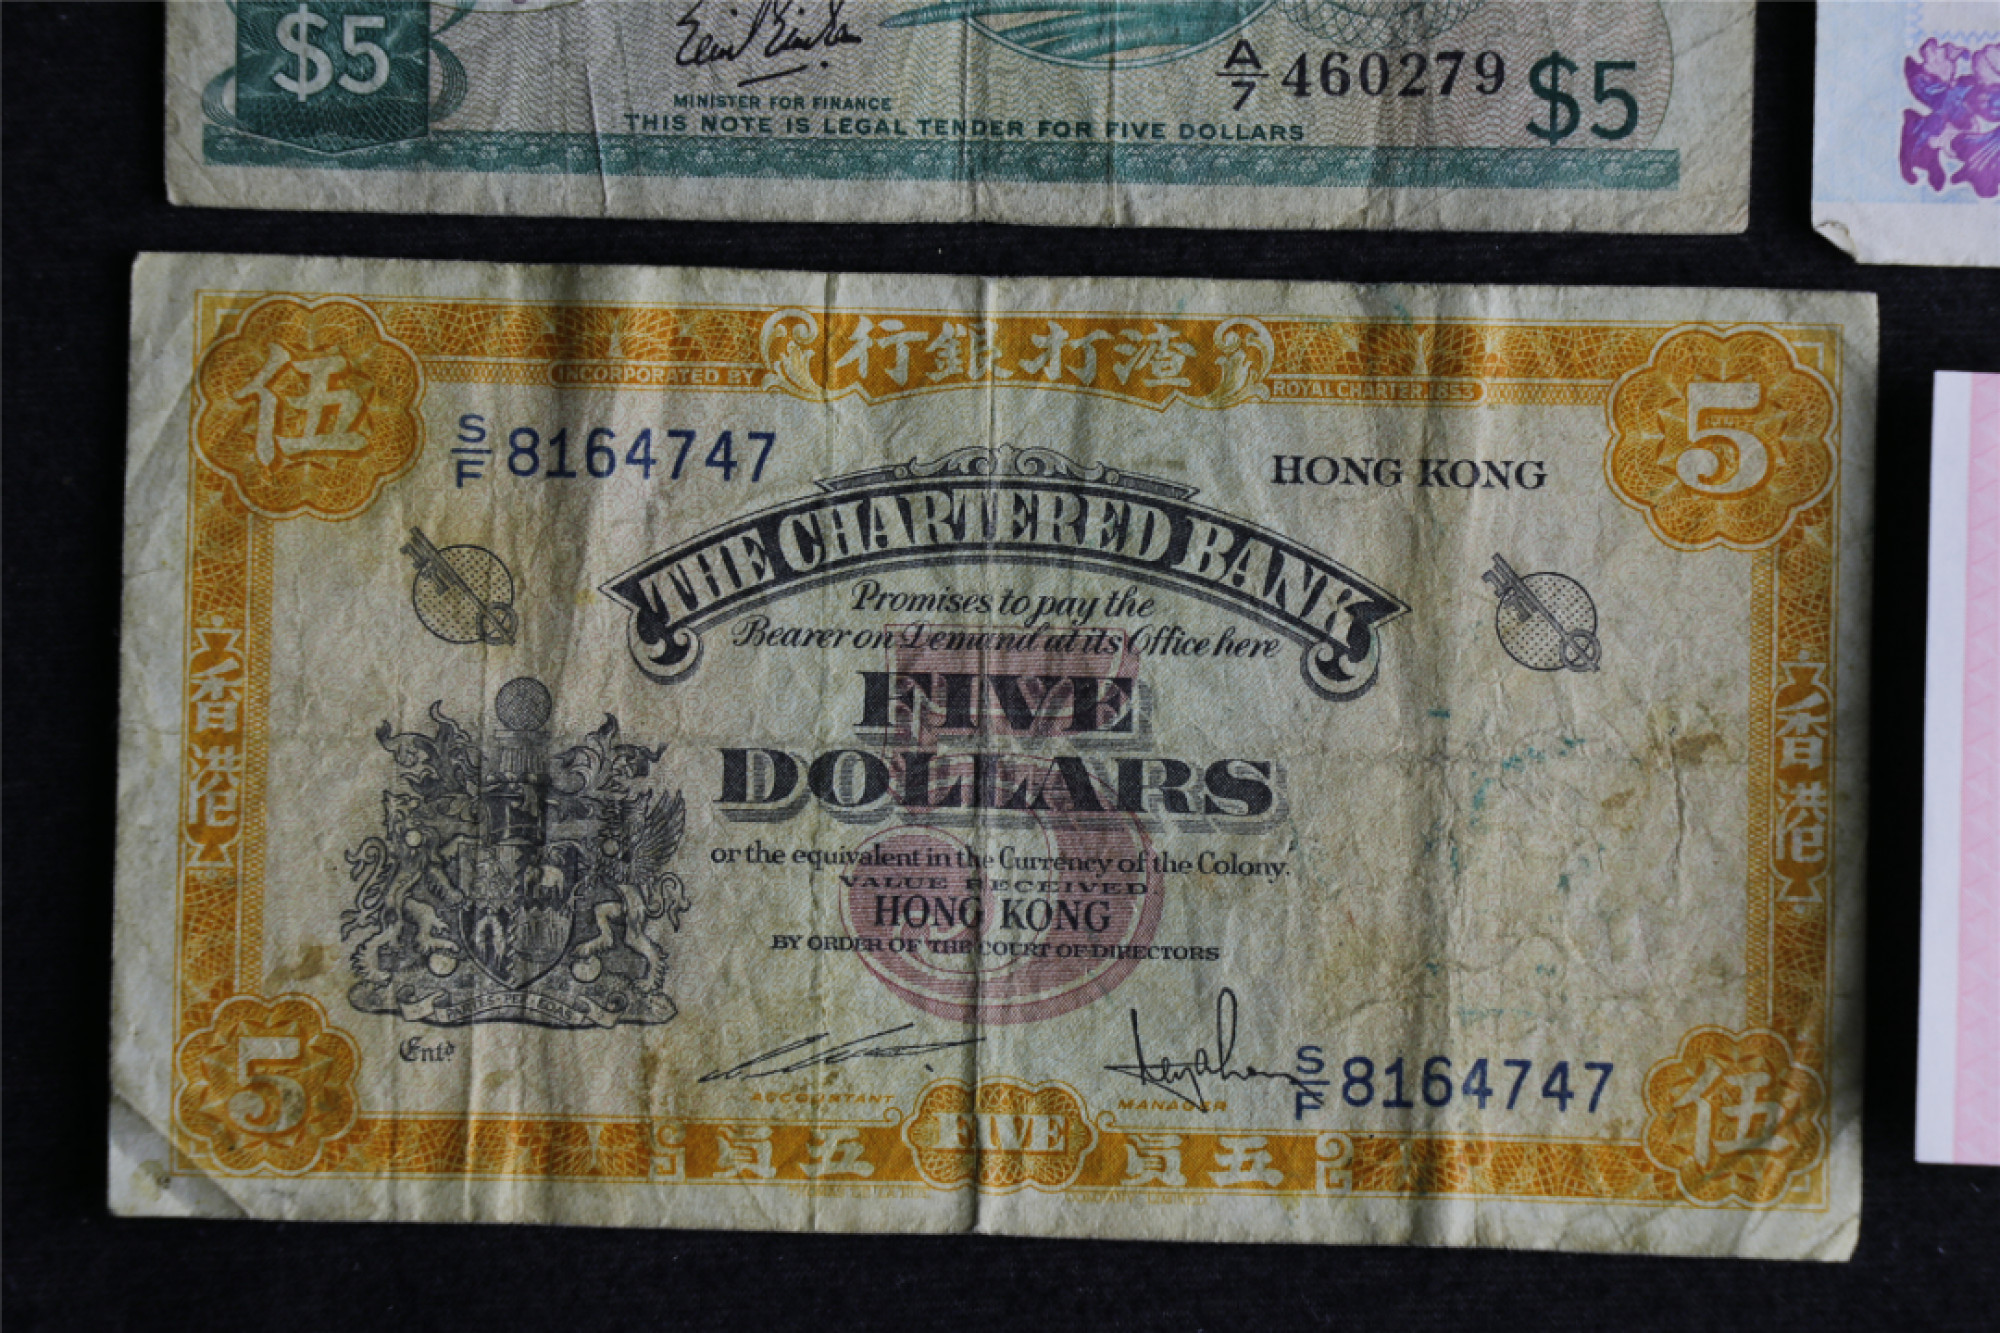 $5
MINISTER FOR FINANCE
A/7 460279 $5
THIS NOTE IS LEGAL TENDER FOR FIVE DOLLARS
伍 行銀打渣 5
INCORPORATED BY ROYAL CHARTER 1853
S/F 8164747
HONG KONG
THE CHARTERED BANK
Promises to pay the
Bearer on Demand at its Office here
FIVE
DOLLARS
5
香港
香港
or the equivalent in the Currency of the Colony.
VALUE RECEIVED
HONG KONG
BY ORDER OF THE COURT OF DIRECTORS
Entd
ACCOUNTANT
MANAGER
S/F 8164747
5 員五 FIVE 員五 伍